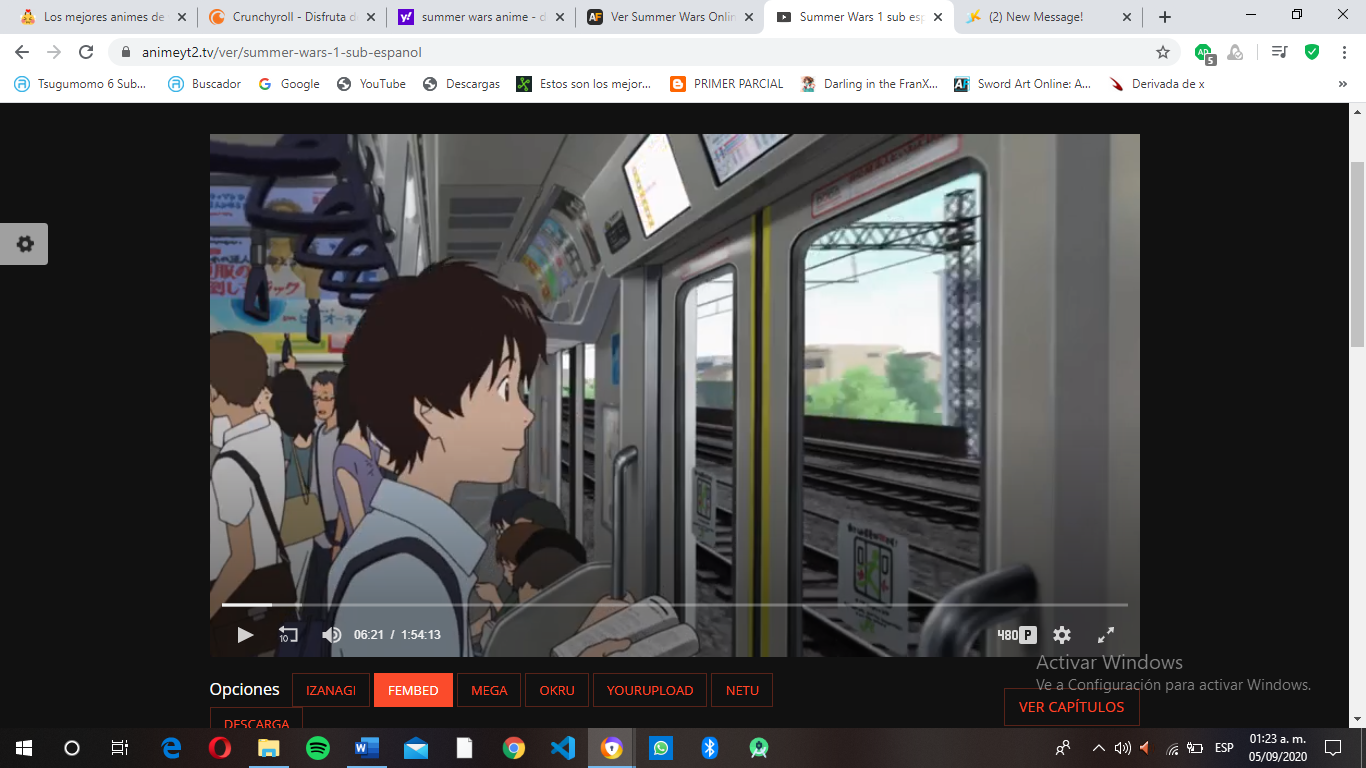 Los mejores animes de
Crunchyroll - Disfruta d
summer wars anime - d
Ver Summer Wars Onlin
Summer Wars 1 sub esp
(2) New Message!
animeyt2.tv/ver/summer-wars-1-sub-espanol
5
Tsugumomo 6 Sub...
Buscador
Google
YouTube
Descargas
Estos son los mejor...
PRIMER PARCIAL
Darling in the FranX...
Sword Art Online: A...
Derivada de x
»
10
06:21 / 1:54:13
480P
Activar Windows
Ve a Configuración para activar Windows.
Opciones
IZANAGI
FEMBED
MEGA
OKRU
YOURUPLOAD
NETU
VER CAPÍTULOS
DESCARGA
ESP
01:23 a. m.
05/09/2020